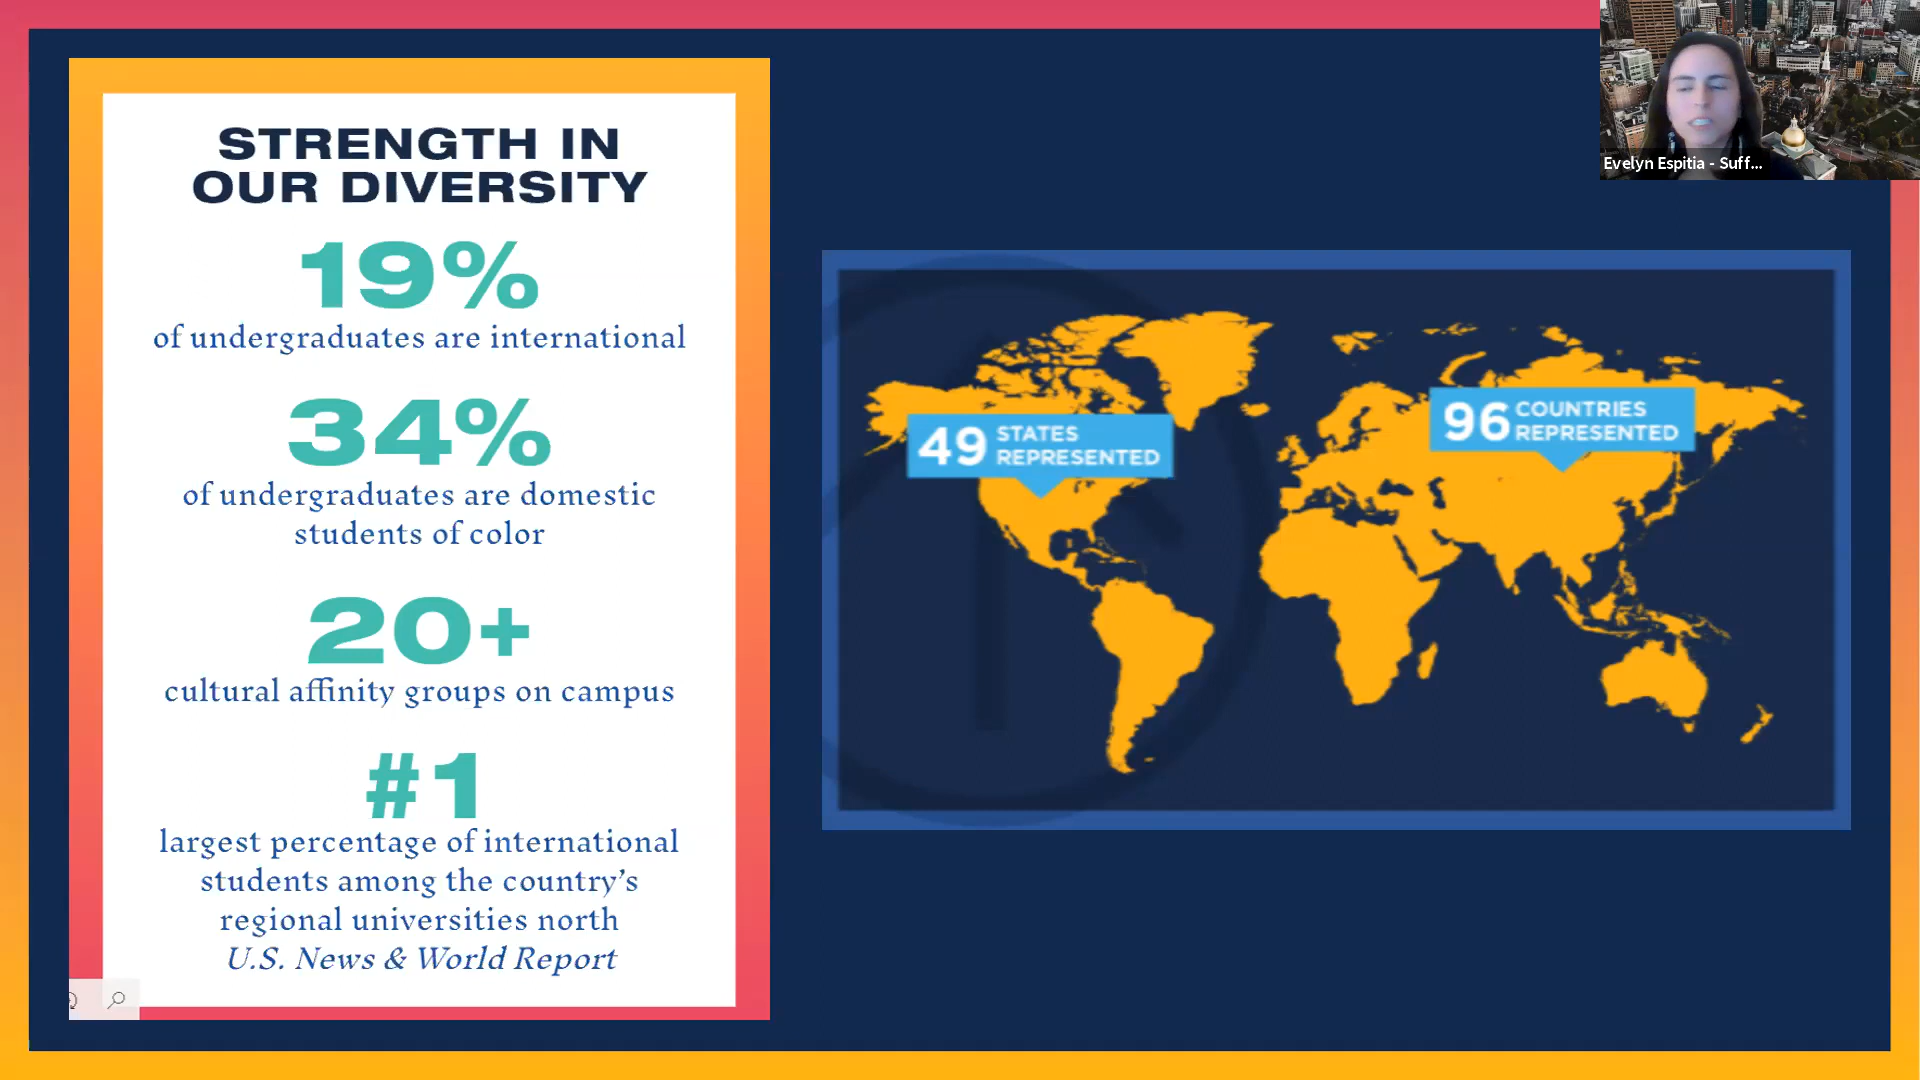 STRENGTH IN
OUR DIVERSITY
19%
of undergraduates are international
34%
of undergraduates are domestic
students of color
20+
cultural affinity groups on campus
#1
largest percentage of international
students among the country’s
regional universities north
U.S. News & World Report
49 STATES
REPRESENTED
96 COUNTRIES
REPRESENTED
Evelyn Espitia - Suff...